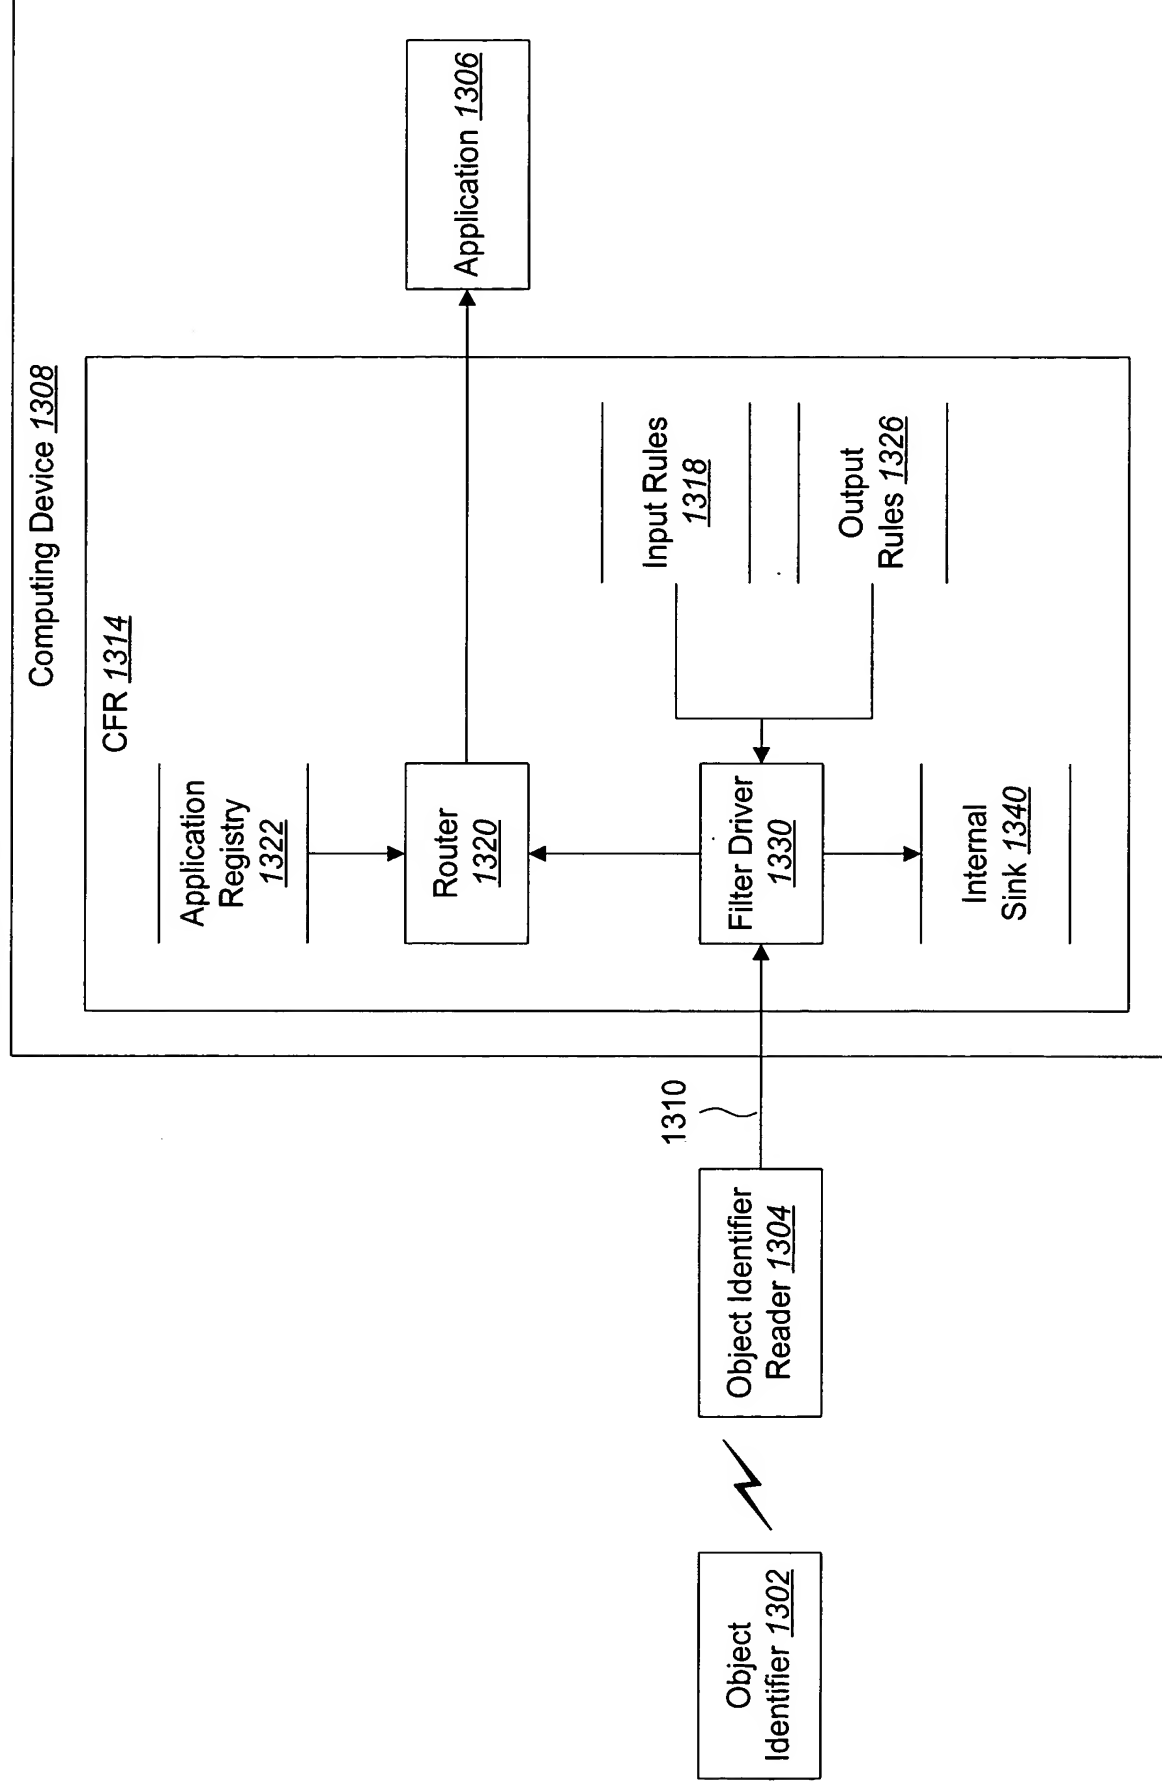 Computing Device 1308
CFR 1314
Application
Registry
1322
Router
1320
Application 1306
Input Rules
1318
Output
Rules 1326
Filter Driver
1330
Internal
Sink 1340
1310
Object Identifier
Reader 1304
Object
Identifier 1302